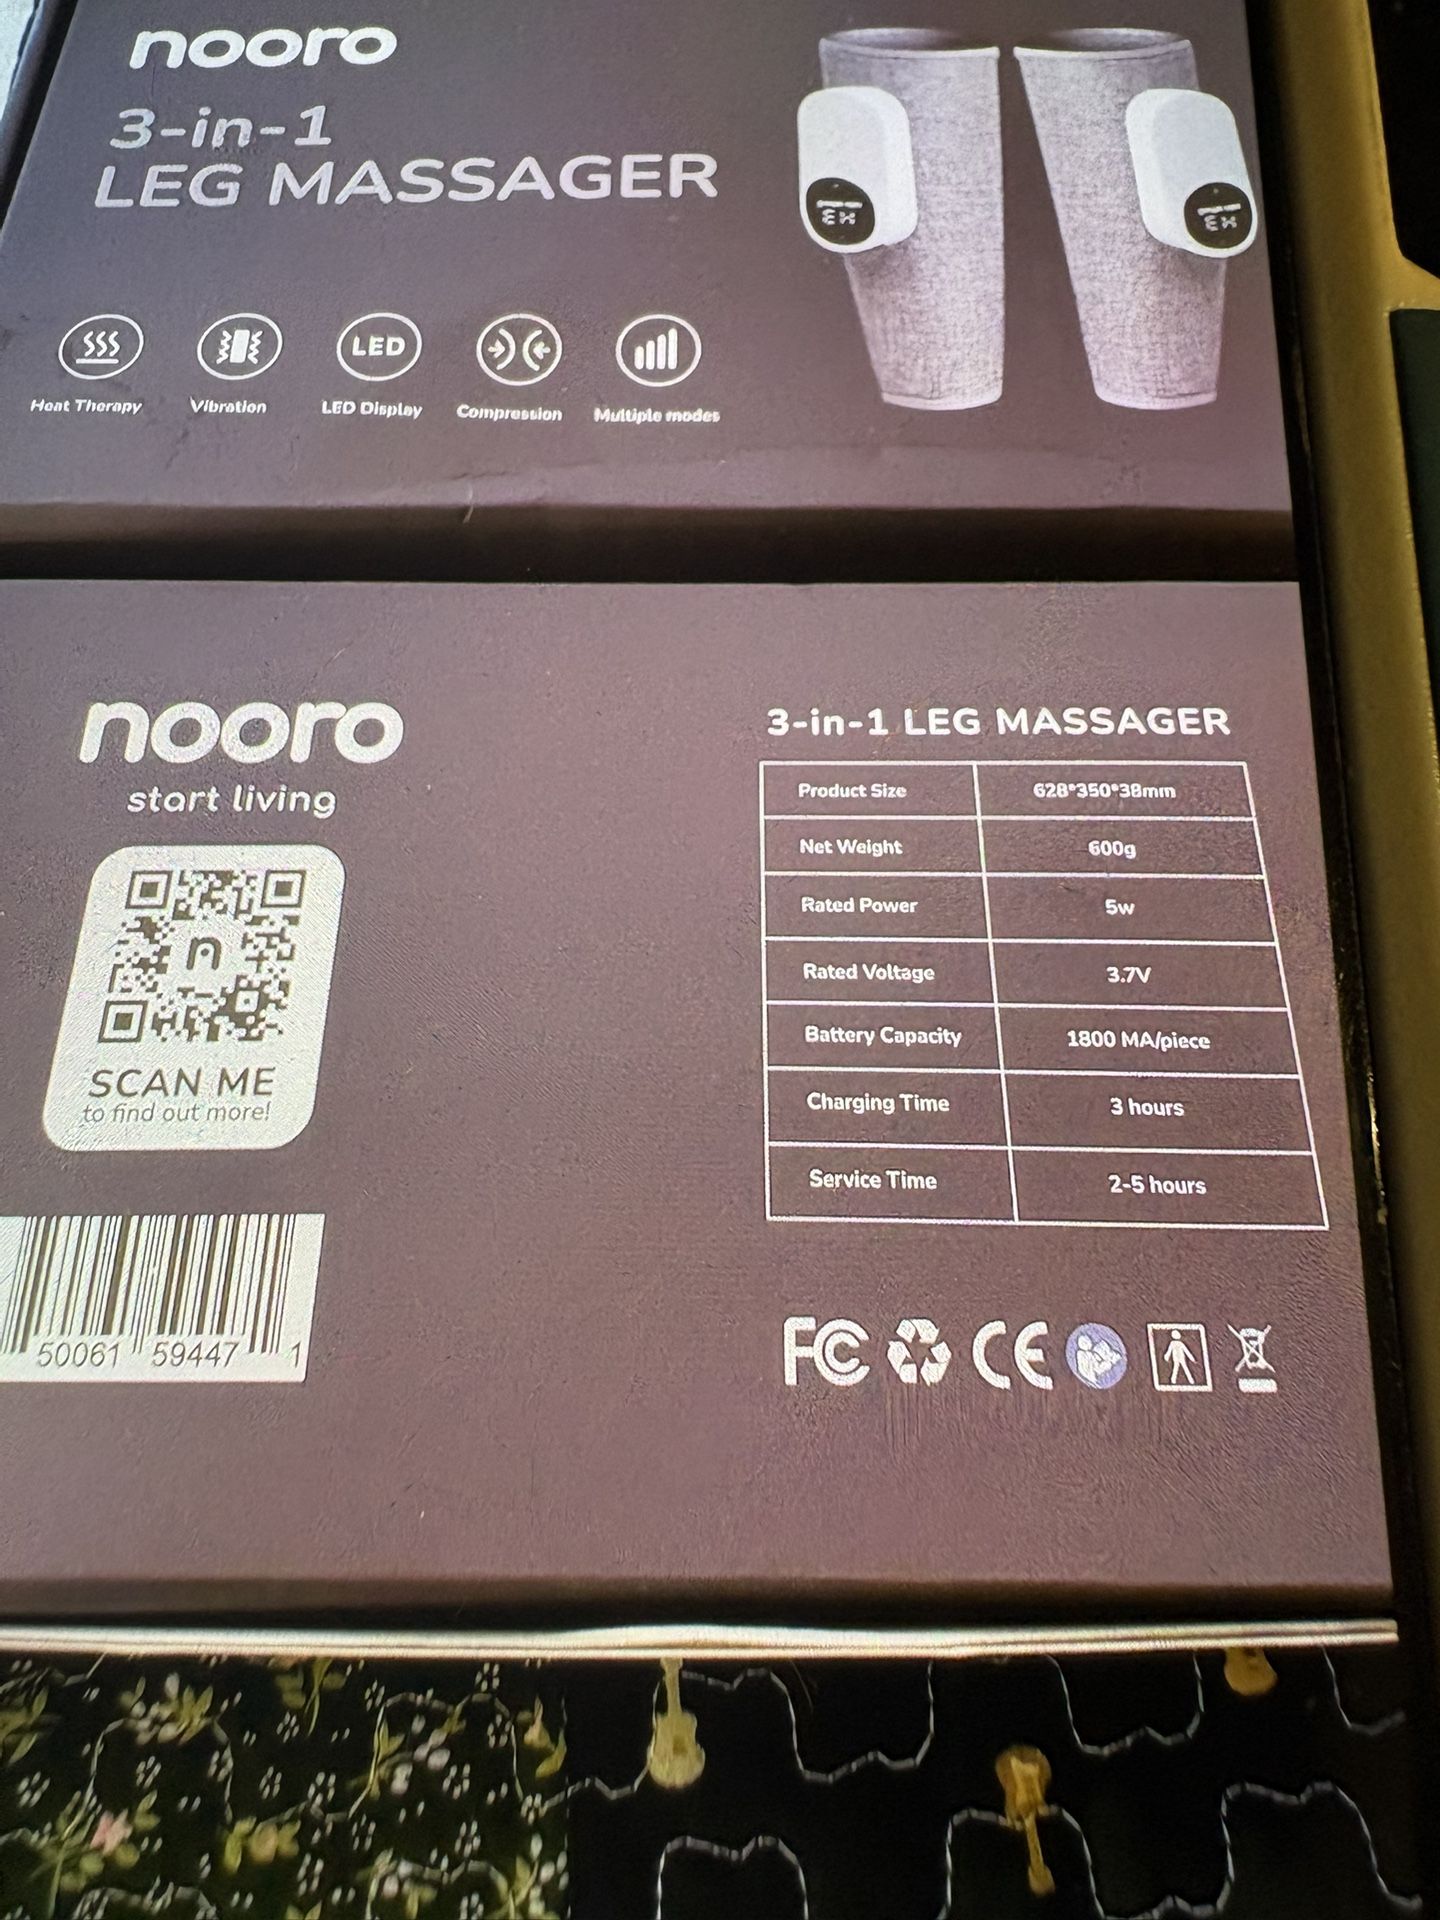 nooro
3-in-1
LEG MASSAGER
LED
Heat Therapy Vibration LED Display Compression Multiple modes
nooro
start living
n
SCAN ME
to find out more!
50061 59447 1
3-in-1 LEG MASSAGER
Product Size 628*350*38mm
Net Weight 600g
Rated Power 5w
Rated Voltage 3.7V
Battery Capacity 1800 MA/piece
Charging Time 3 hours
Service Time 2-5 hours
FC CE